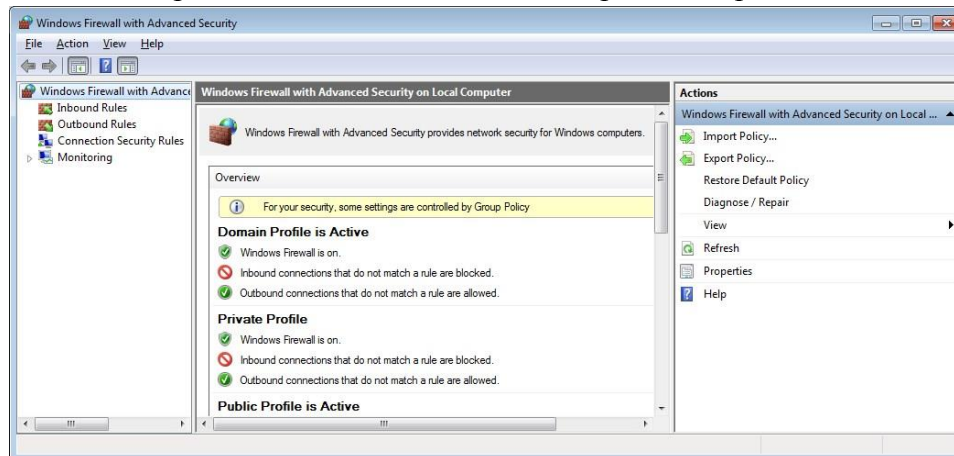 Windows Firewall with Advanced Security
File Action View Help
Windows Firewall with Advance
Inbound Rules
Outbound Rules
Connection Security Rules
Monitoring
Windows Firewall with Advanced Security on Local Computer
Windows Firewall with Advanced Security provides network security for Windows computers.
Overview
For your security, some settings are controlled by Group Policy
Domain Profile is Active
Windows Firewall is on.
Inbound connections that do not match a rule are blocked.
Outbound connections that do not match a rule are allowed.
Private Profile
Windows Firewall is on.
Inbound connections that do not match a rule are blocked.
Outbound connections that do not match a rule are allowed.
Public Profile is Active
Actions
Windows Firewall with Advanced Security on Local ...
Import Policy...
Export Policy...
Restore Default Policy
Diagnose / Repair
View
Refresh
Properties
Help